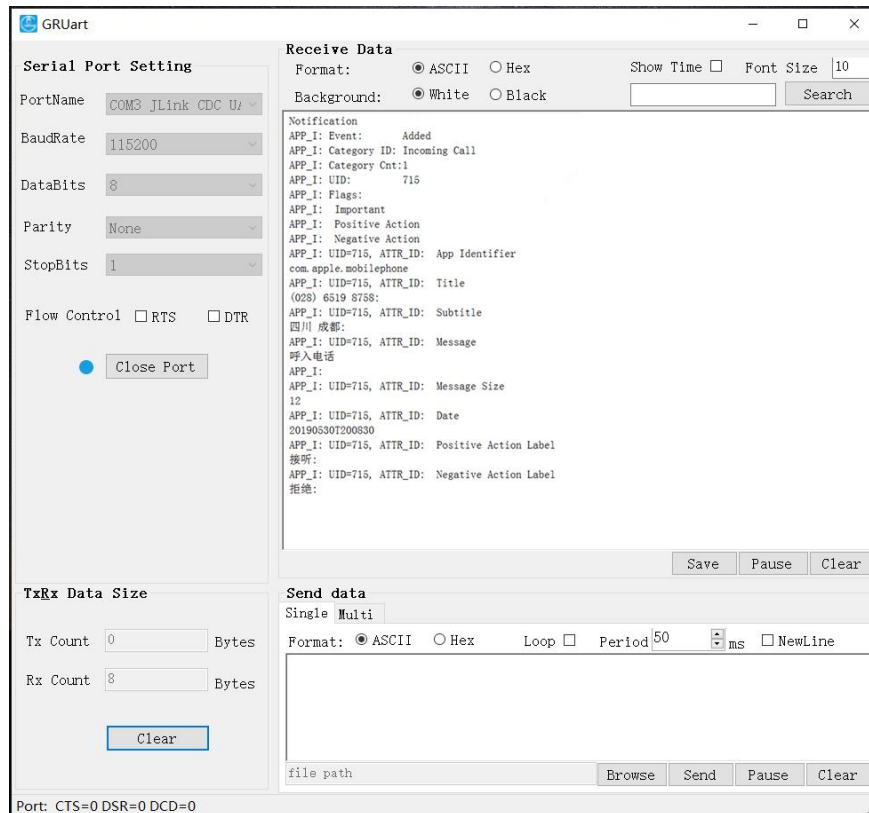 GRUart
Serial Port Setting
PortName COM3 JLink CDC UA
BaudRate 115200
DataBits 8
Parity None
StopBits 1
Flow Control RTS DTR
Close Port
Receive Data
Format: ASCII Hex Show Time Font Size 10
Background: White Black Search
Notification
APP_I: Event: Added
APP_I: Category ID: Incoming Call
APP_I: Category Cnt:1
APP_I: UID: 715
APP_I: Flags:
APP_I: Important
APP_I: Positive Action
APP_I: Negative Action
APP_I: UID=715, ATTR_ID: App Identifier
com.apple.mobilephone
APP_I: UID=715, ATTR_ID: Title
(028) 6519 8758:
APP_I: UID=715, ATTR_ID: Subtitle
四川 成都:
APP_I: UID=715, ATTR_ID: Message
呼入电话
APP_I:
APP_I: UID=715, ATTR_ID: Message Size
12
APP_I: UID=715, ATTR_ID: Date
20190530T200830
APP_I: UID=715, ATTR_ID: Positive Action Label
接听:
APP_I: UID=715, ATTR_ID: Negative Action Label
拒绝:
Save Pause Clear
TxRx Data Size
Tx Count 0 Bytes
Rx Count 8 Bytes
Clear
Send data
Single Multi
Format: ASCII Hex Loop Period 50 ms NewLine
file path Browse Send Pause Clear
Port: CTS=0 DSR=0 DCD=0